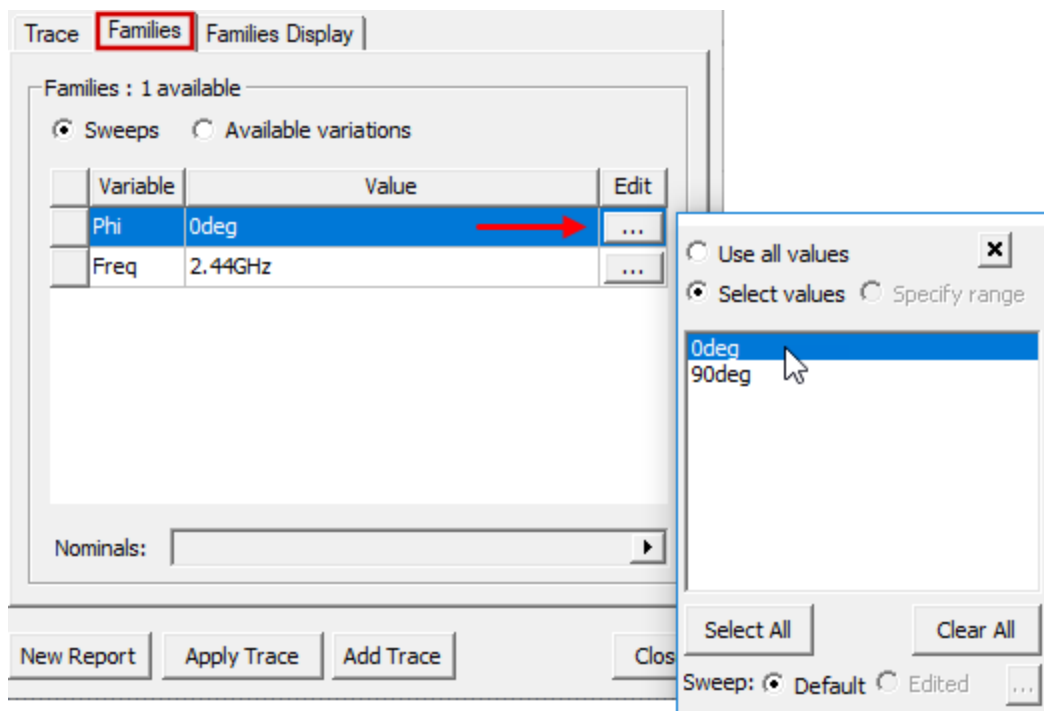 Trace Families Families Display
Families : 1 available
Sweeps Available variations
Variable Value Edit
Phi 0deg ...
Freq 2.44GHz ...
Nominals:
New Report Apply Trace Add Trace Clos
Use all values
Select values Specify range
0deg
90deg
Select All Clear All
Sweep: Default Edited ...